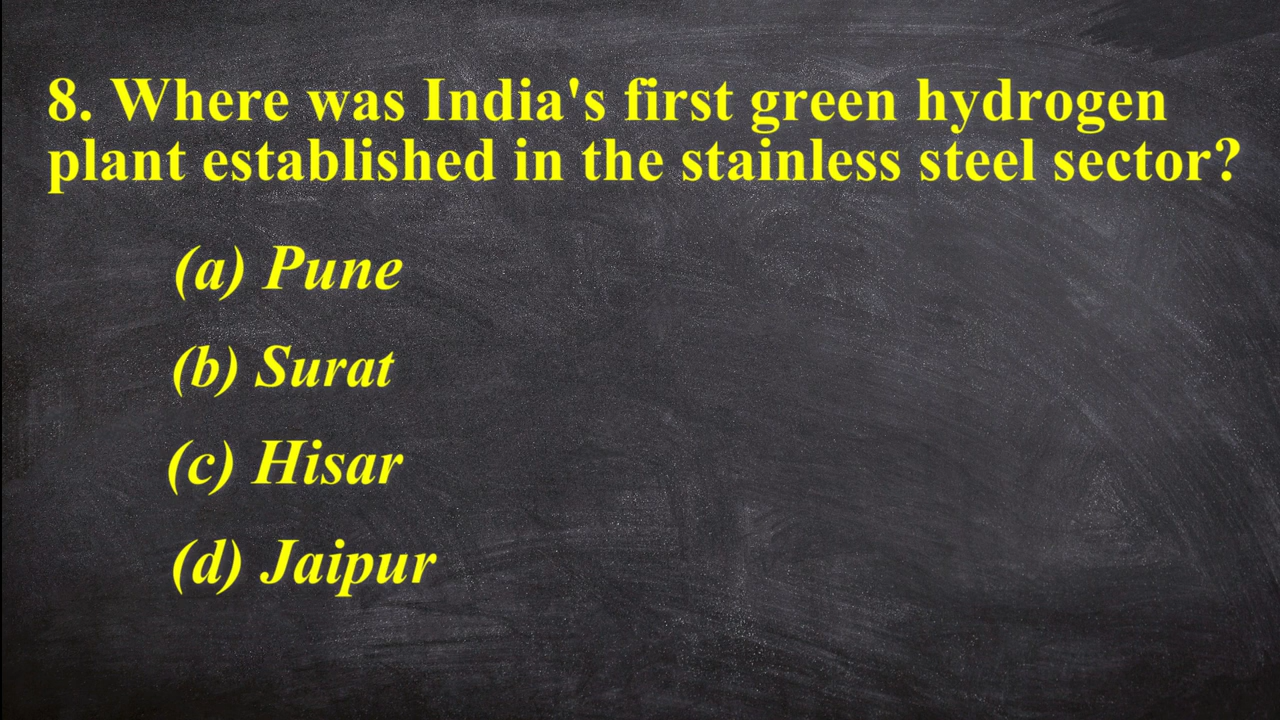 8. Where was India's first green hydrogen
plant established in the stainless steel sector?
(a) Pune
(b) Surat
(c) Hisar
(d) Jaipur